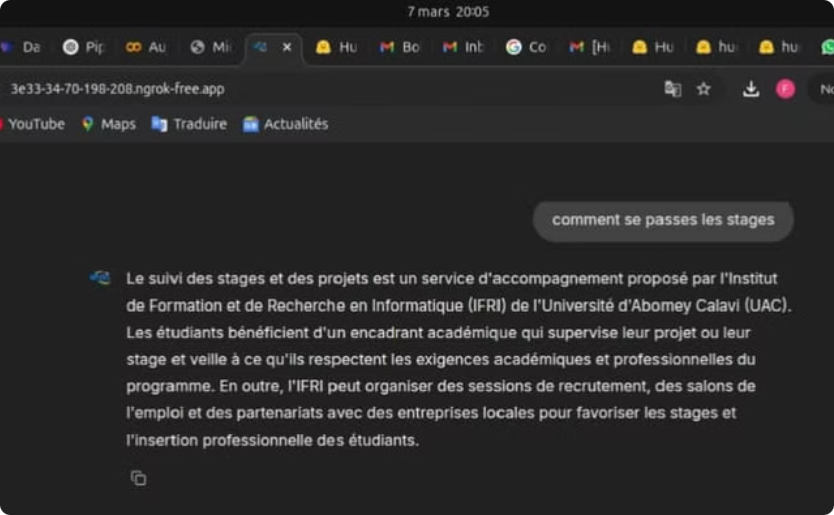 7 mars 20:05
Da Pip Au Mi Hu Bo Inb Co [H Hu hu hu
3e33-34-70-198-208.ngrok-free.app
YouTube Maps Traduire Actualités
comment se passes les stages
Le suivi des stages et des projets est un service d'accompagnement proposé par l'Institut
de Formation et de Recherche en Informatique (IFRI) de l'Université d'Abomey Calavi (UAC).
Les étudiants bénéficient d'un encadrant académique qui supervise leur projet ou leur
stage et veille à ce qu'ils respectent les exigences académiques et professionnelles du
programme. En outre, l'IFRI peut organiser des sessions de recrutement, des salons de
l'emploi et des partenariats avec des entreprises locales pour favoriser les stages et
l'insertion professionnelle des étudiants.